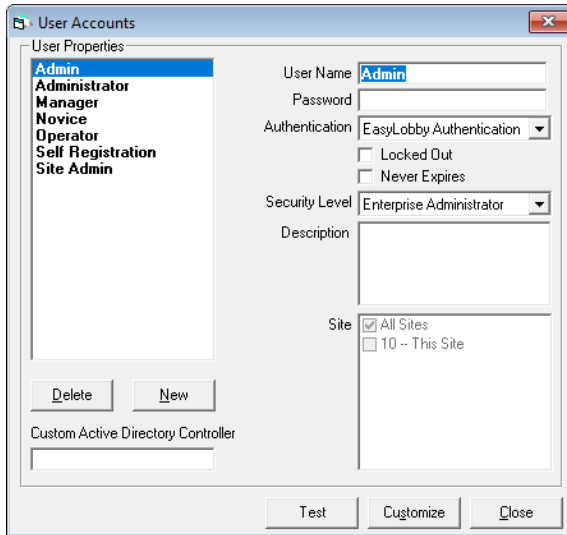 User Accounts
User Properties
Admin
Administrator
Manager
Novice
Operator
Self Registration
Site Admin
User Name Admin
Password
Authentication EasyLobby Authentication
Locked Out
Never Expires
Security Level Enterprise Administrator
Description
Site All Sites
10 -- This Site
Delete New
Custom Active Directory Controller
Test Customize Close